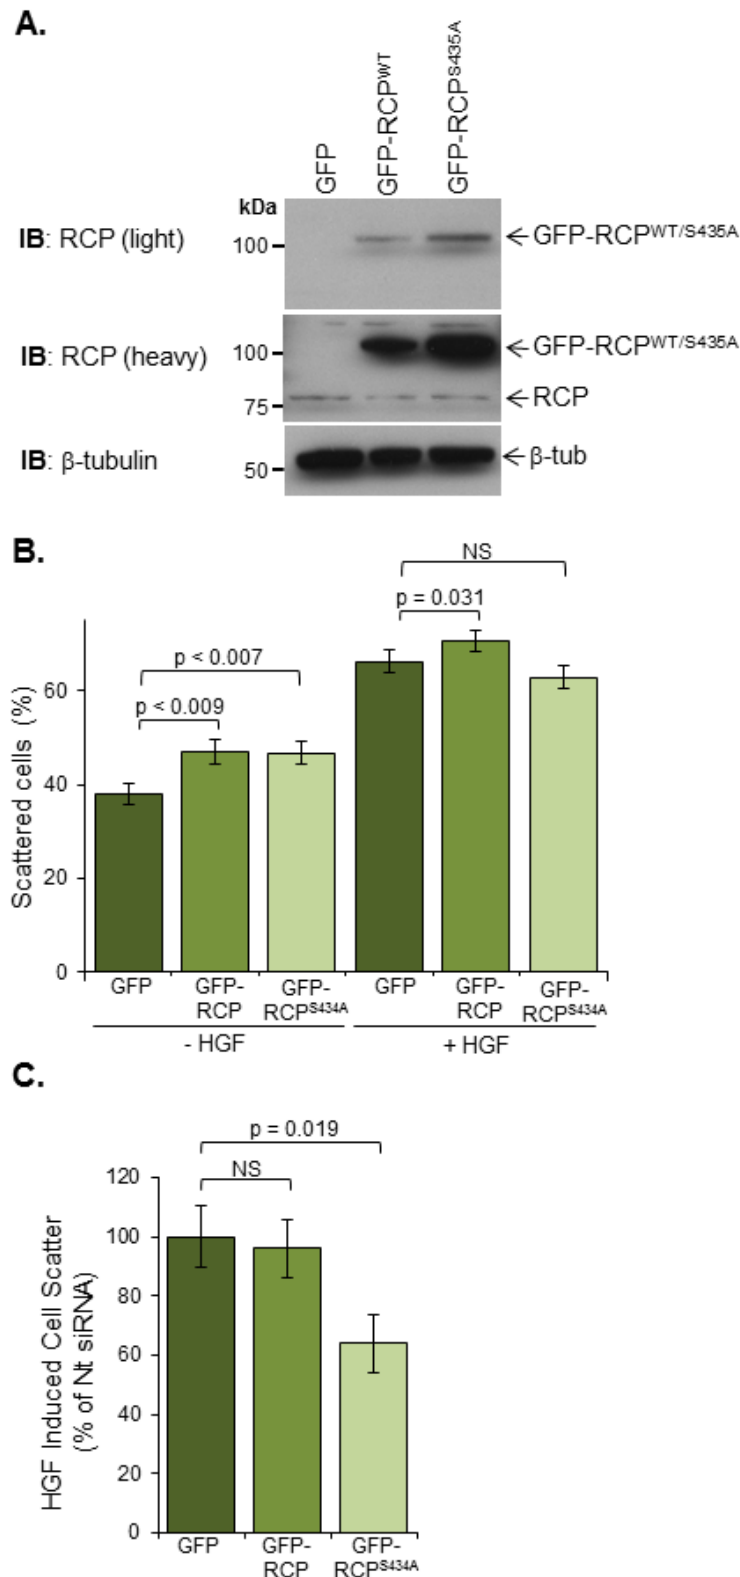 A.
GFP
GFP-RCPWT
GFP-RCPS435A
kDa
IB: RCP (light)
100
GFP-RCPWT/S435A
IB: RCP (heavy)
100
GFP-RCPWT/S435A
75
RCP
IB: β-tubulin
50
β-tub
B.
NS
p = 0.031
p < 0.007
p < 0.009
Scattered cells (%)
60
40
20
0
GFP
GFP-
RCP
GFP-
RCPS434A
GFP
GFP-
RCP
GFP-
RCPS434A
- HGF
+ HGF
C.
p = 0.019
NS
HGF Induced Cell Scatter
(% of Nt siRNA)
120
100
80
60
40
20
0
GFP
GFP-
RCP
GFP-
RCPS434A